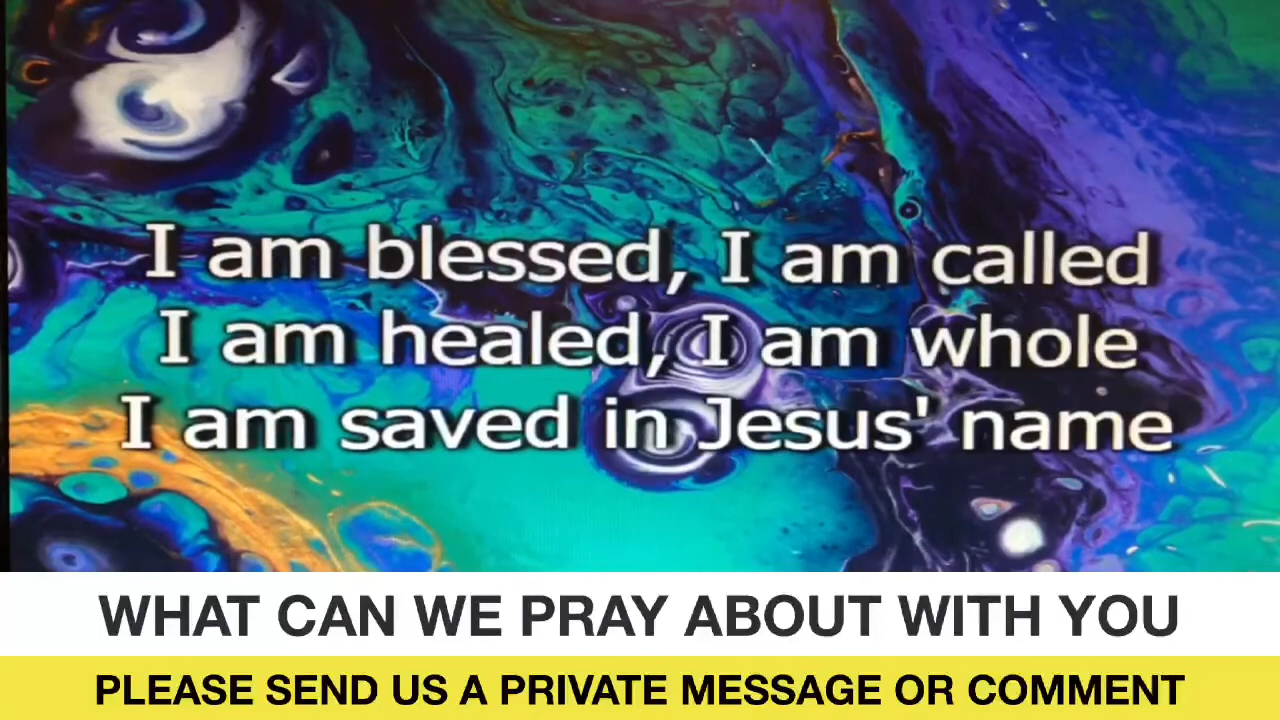 I am blessed, I am called
I am healed, I am whole
I am saved in Jesus' name
WHAT CAN WE PRAY ABOUT WITH YOU
PLEASE SEND US A PRIVATE MESSAGE OR COMMENT